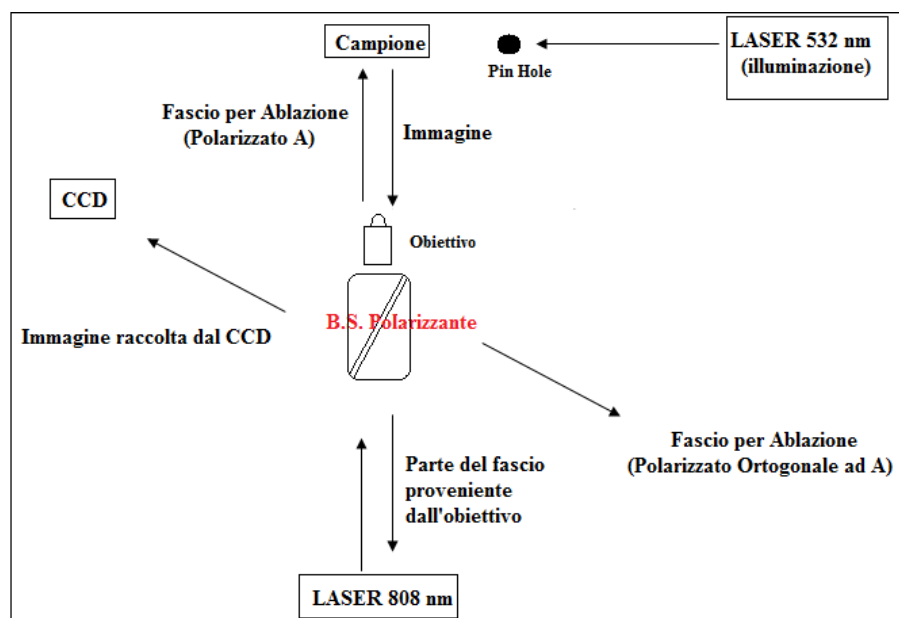 Campione
LASER 532 nm
(illuminazione)
Pin Hole
Fascio per Ablazione
(Polarizzato A)
Immagine
CCD
Obiettivo
B.S. Polarizzante
Immagine raccolta dal CCD
Fascio per Ablazione
(Polarizzato Ortogonale ad A)
Parte del fascio
proveniente
dall'obiettivo
LASER 808 nm